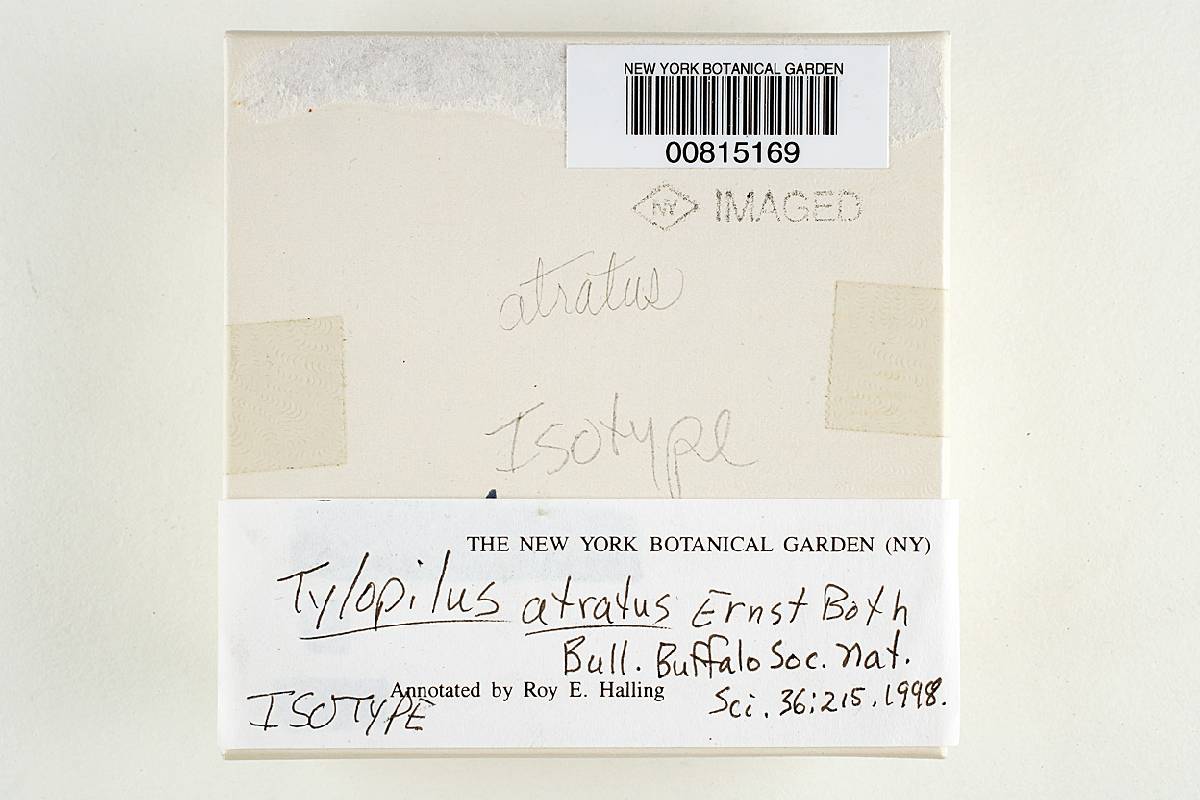 NEW YORK BOTANICAL GARDEN
00815169
NY IMAGED
atratus
Isotype
THE NEW YORK BOTANICAL GARDEN (NY)
Tylopilus atratus Ernst Both
Bull. Buffalo Soc. Nat.
Sci. 36:215. 1998.
Annotated by Roy E. Halling
ISOTYPE